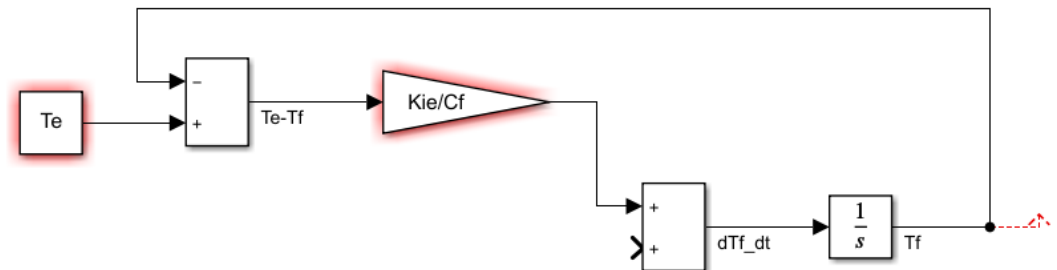 Te
−
+
Te-Tf
Kie/Cf
+
+
dTf_dt
1
s
Tf